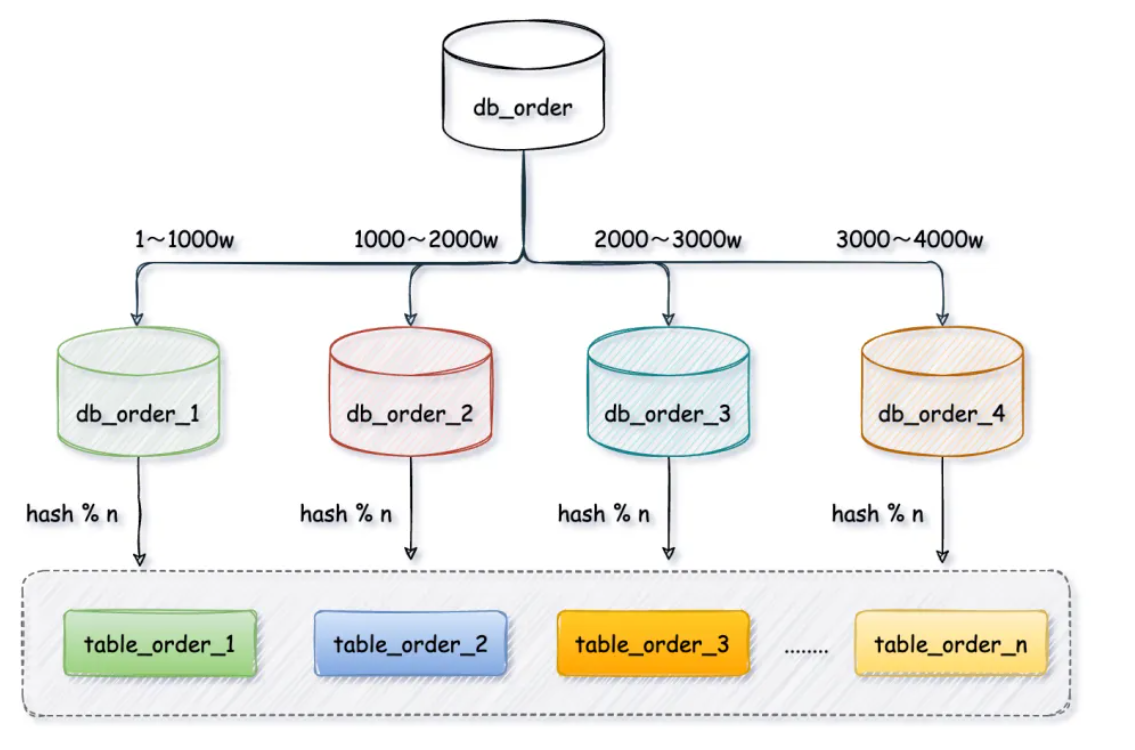 db_order
1～1000w
1000～2000w
2000～3000w
3000～4000w
db_order_1
db_order_2
db_order_3
db_order_4
hash % n
hash % n
hash % n
hash % n
table_order_1
table_order_2
table_order_3
........
table_order_n